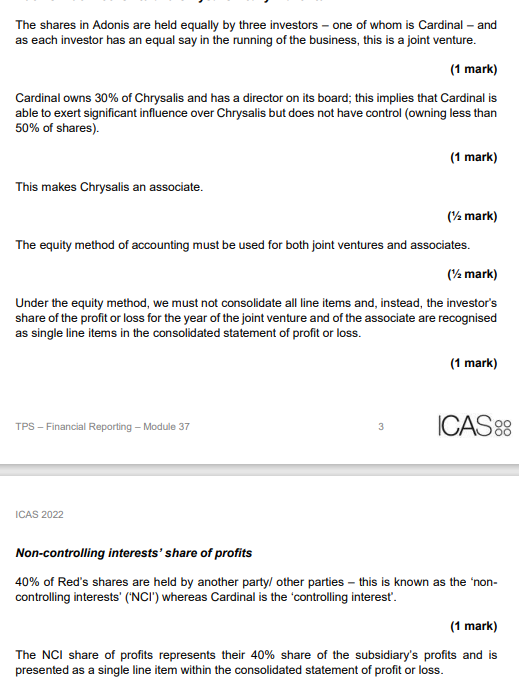 The shares in Adonis are held equally by three investors – one of whom is Cardinal – and
as each investor has an equal say in the running of the business, this is a joint venture.
(1 mark)
Cardinal owns 30% of Chrysalis and has a director on its board; this implies that Cardinal is
able to exert significant influence over Chrysalis but does not have control (owning less than
50% of shares).
(1 mark)
This makes Chrysalis an associate.
(½ mark)
The equity method of accounting must be used for both joint ventures and associates.
(½ mark)
Under the equity method, we must not consolidate all line items and, instead, the investor's
share of the profit or loss for the year of the joint venture and of the associate are recognised
as single line items in the consolidated statement of profit or loss.
(1 mark)
TPS – Financial Reporting – Module 37 3 ICAS
ICAS 2022
Non-controlling interests' share of profits
40% of Red's shares are held by another party/ other parties – this is known as the 'non-
controlling interests' ('NCI') whereas Cardinal is the 'controlling interest'.
(1 mark)
The NCI share of profits represents their 40% share of the subsidiary's profits and is
presented as a single line item within the consolidated statement of profit or loss.